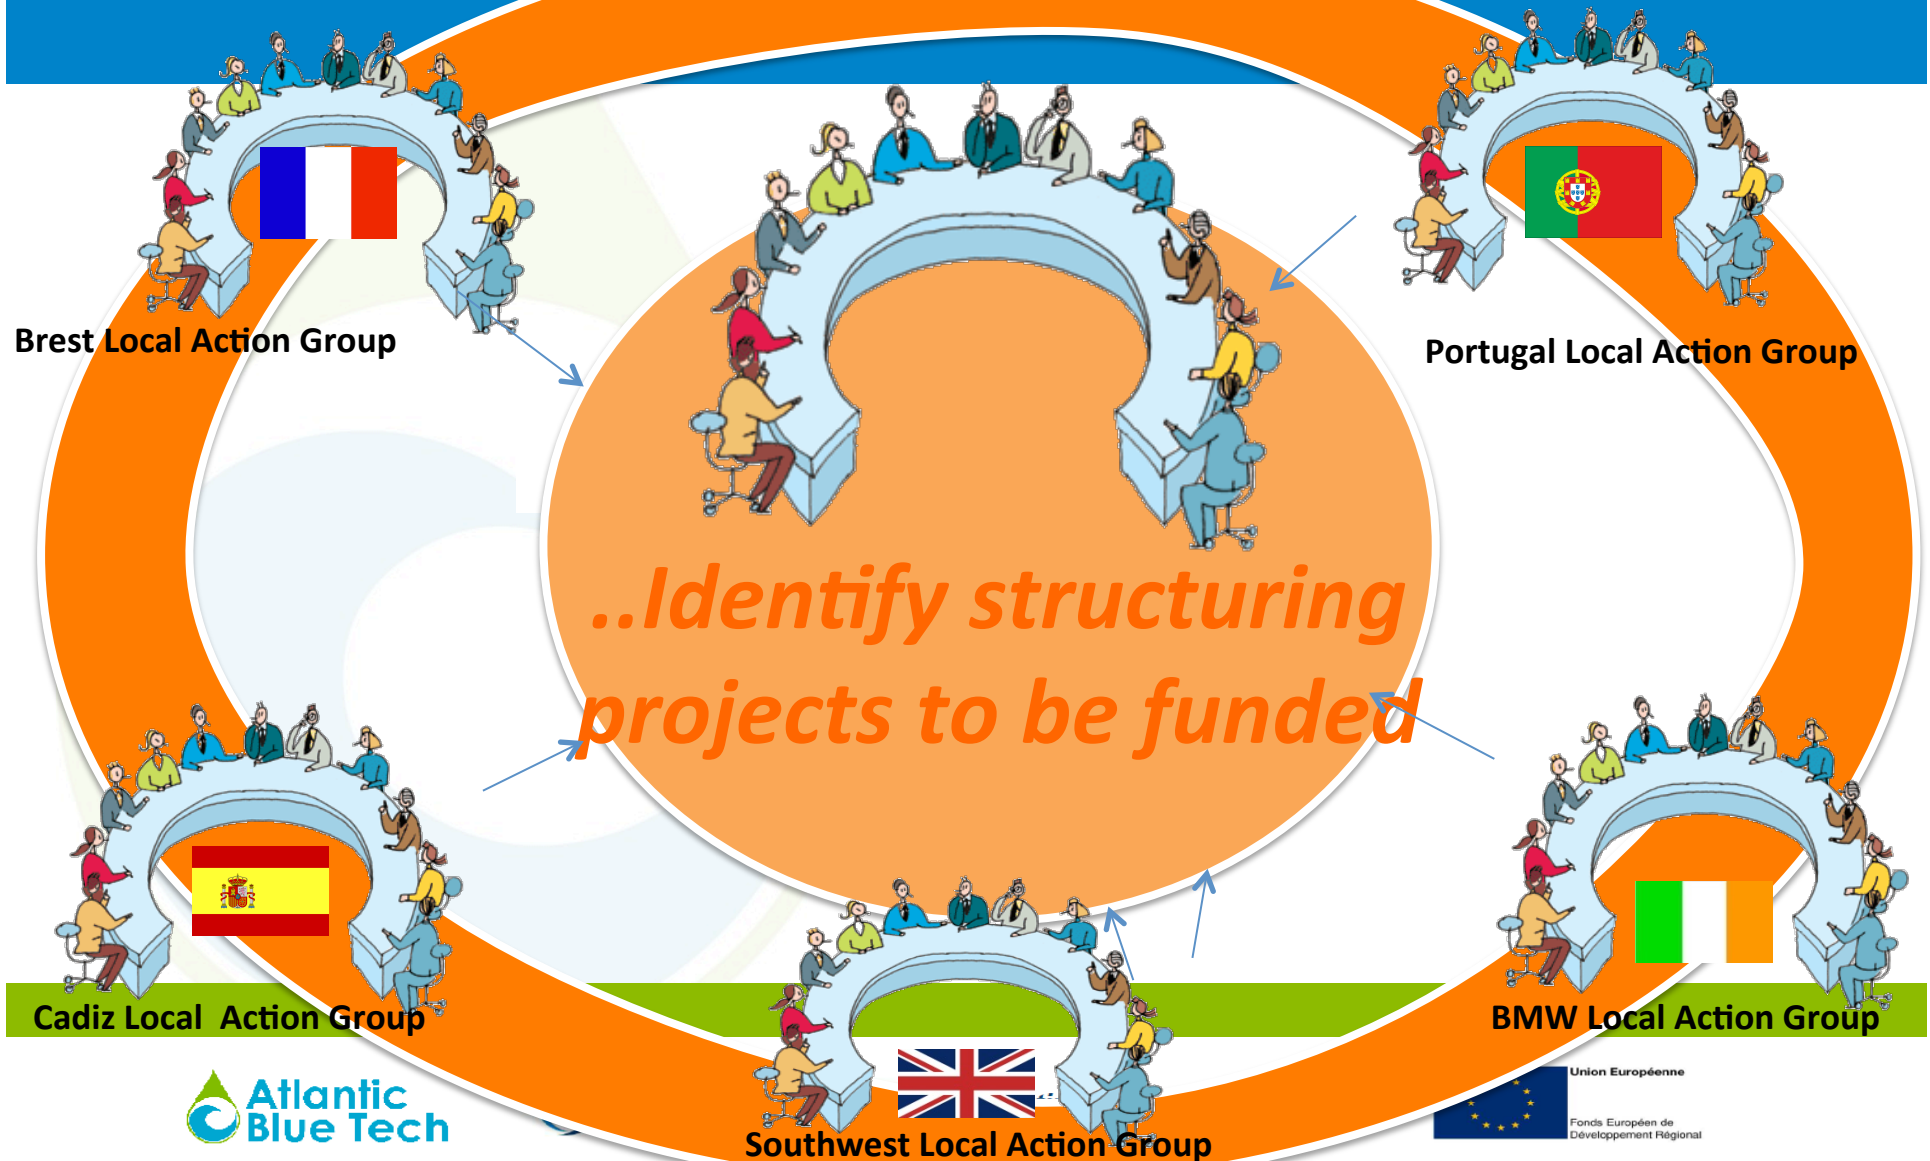 Brest Local Action Group
Portugal Local Action Group
..Identify structuring
projects to be funded
Cadiz Local  Action Group
BMW Local Action Group
Southwest Local Action Group
Atlantic
Blue Tech
Union Européenne
Fonds Européen de
Développement Régional